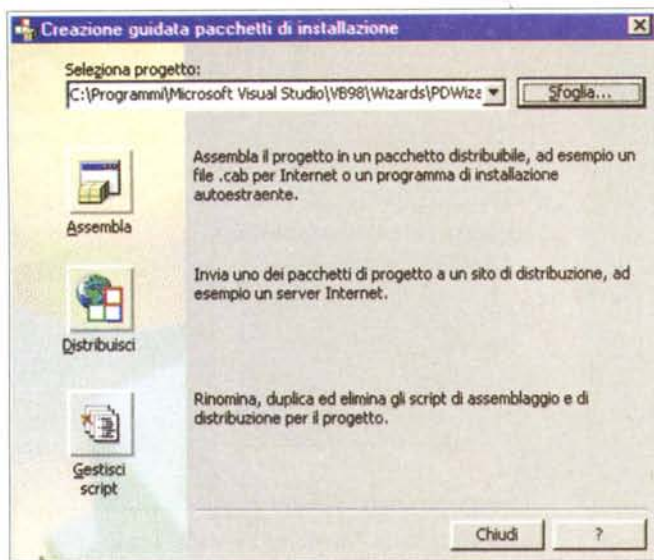 Creazione guidata pacchetti di installazione
Seleziona progetto:
C:\Programmi\Microsoft Visual Studio\VB98\Wizards\PDWiza
Sfoglia...
Assembla
Assembla il progetto in un pacchetto distribuibile, ad esempio un
file .cab per Internet o un programma di installazione
autoestraente.
Distribuisci
Invia uno dei pacchetti di progetto a un sito di distribuzione, ad
esempio un server Internet.
Gestisci
script
Rinomina, duplica ed elimina gli script di assemblaggio e di
distribuzione per il progetto.
Chiudi
?